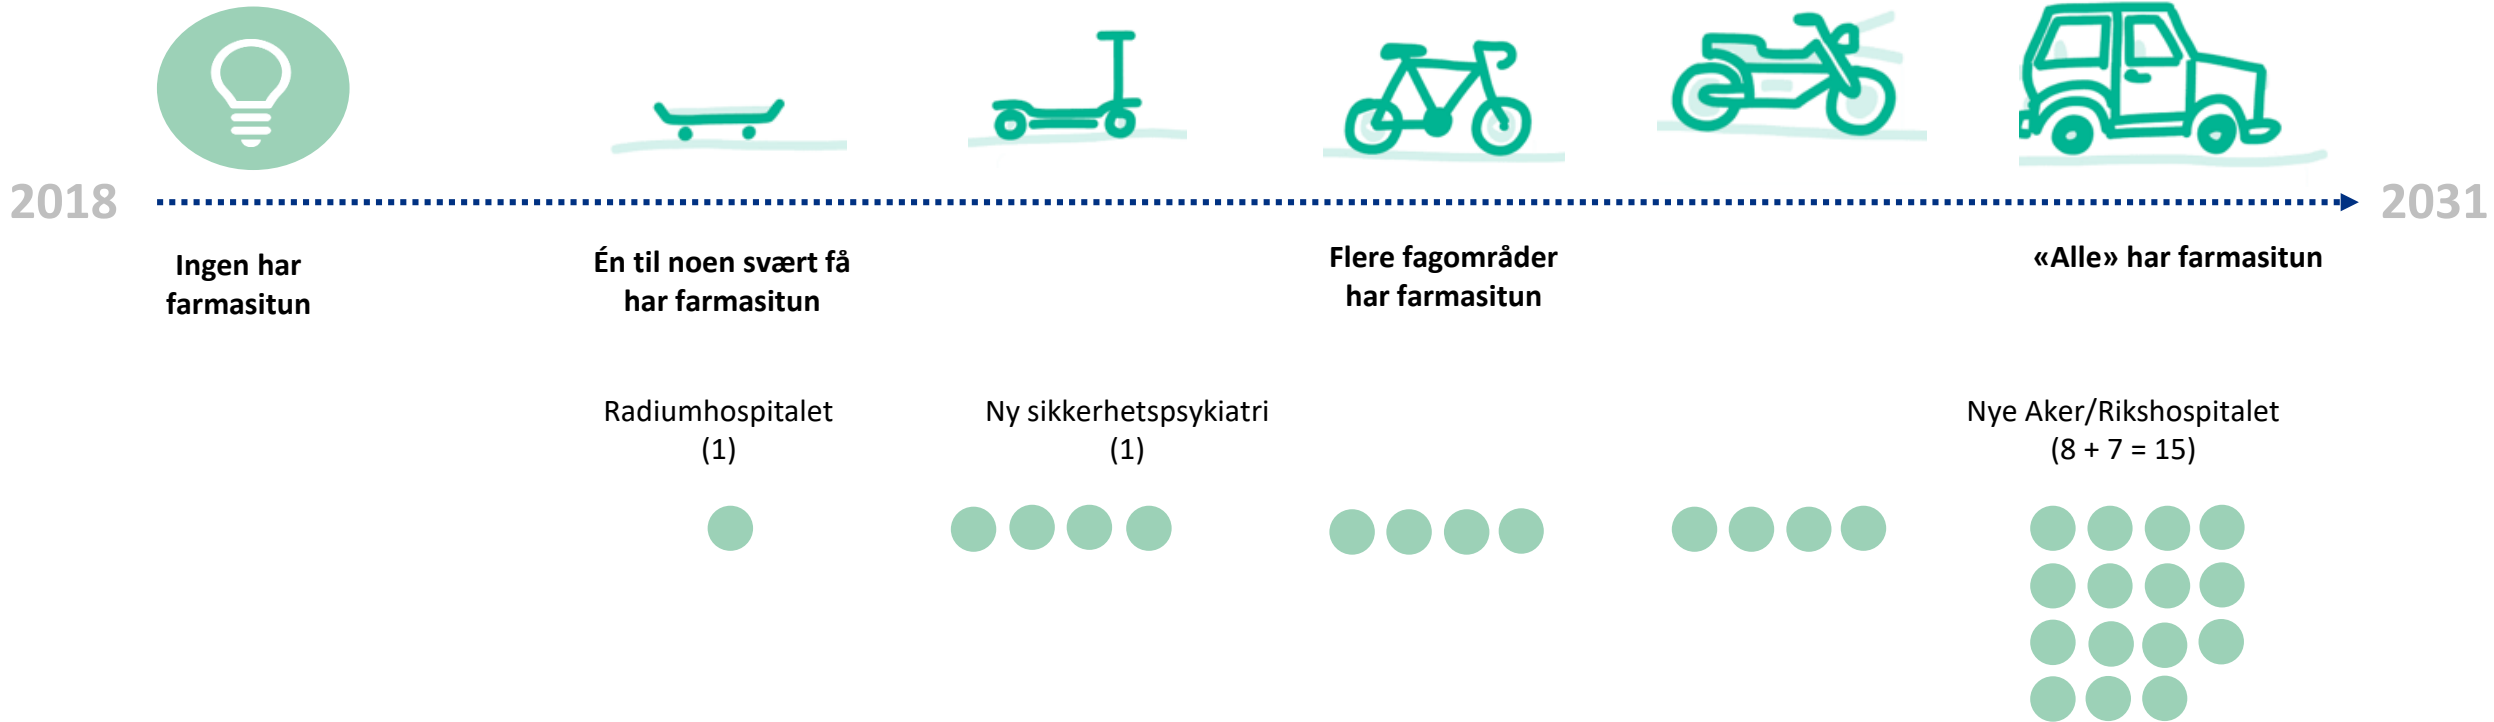 2018
2031
Ingen har
farmasitun
Én til noen svært få
har farmasitun
Flere fagområder
har farmasitun
«Alle» har farmasitun
Radiumhospitalet
(1)
Ny sikkerhetspsykiatri
(1)
Nye Aker/Rikshospitalet
(8 + 7 = 15)